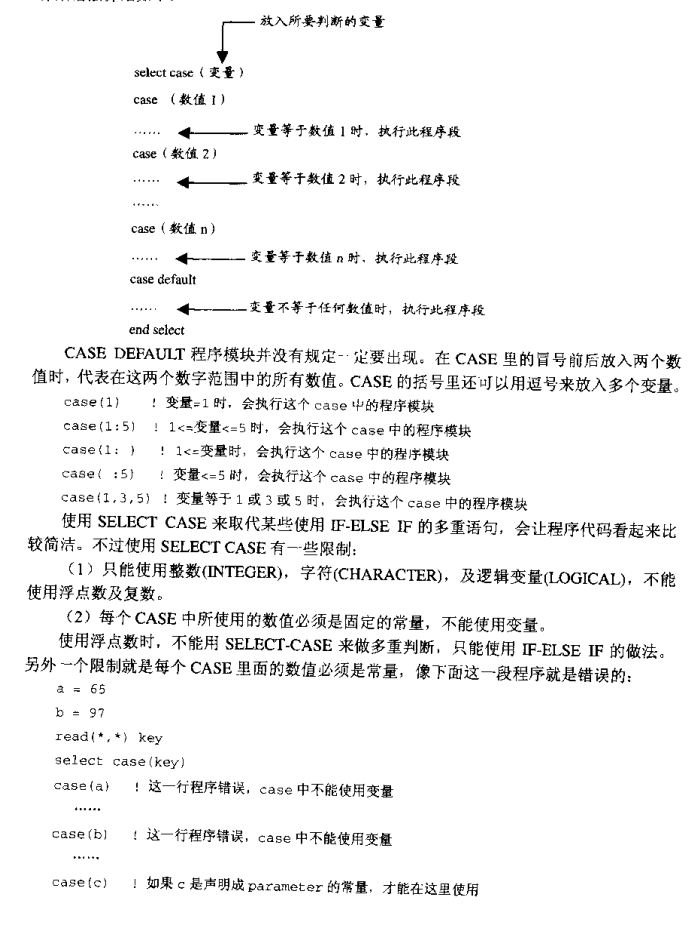 放入所要判断的变量
select case（变量）
case （数值 1）
…… 变量等于数值 1 时，执行此程序段
case（数值 2）
…… 变量等于数值 2 时，执行此程序段
……
case（数值 n）
…… 变量等于数值 n 时，执行此程序段
case default
…… 变量不等于任何数值时，执行此程序段
end select
CASE DEFAULT 程序模块并没有规定一定要出现。在 CASE 里的冒号前后放入两个数
值时，代表在这两个数字范围中的所有数值。CASE 的括号里还可以用逗号来放入多个变量。
case(1) ! 变量=1 时，会执行这个 case 中的程序模块
case(1:5) ! 1<=变量<=5 时，会执行这个 case 中的程序模块
case(1: ) ! 1<=变量时，会执行这个 case 中的程序模块
case( :5) ! 变量<=5 时，会执行这个 case 中的程序模块
case(1,3,5) ! 变量等于 1 或 3 或 5 时，会执行这个 case 中的程序模块
使用 SELECT CASE 来取代某些使用 IF-ELSE IF 的多重语句，会让程序代码看起来比
较简洁。不过使用 SELECT CASE 有一些限制：
（1）只能使用整数(INTEGER)，字符(CHARACTER)，及逻辑变量(LOGICAL)，不能
使用浮点数及复数。
（2）每个 CASE 中所使用的数值必须是固定的常量，不能使用变量。
使用浮点数时，不能用 SELECT-CASE 来做多重判断，只能使用 IF-ELSE IF 的做法。
另外一个限制就是每个 CASE 里面的数值必须是常量，像下面这一段程序就是错误的：
a = 65
b = 97
read(*,*) key
select case(key)
case(a) ! 这一行程序错误，case 中不能使用变量
……
case(b) ! 这一行程序错误，case 中不能使用变量
……
case(c) ! 如果 c 是声明成 parameter 的常量，才能在这里使用